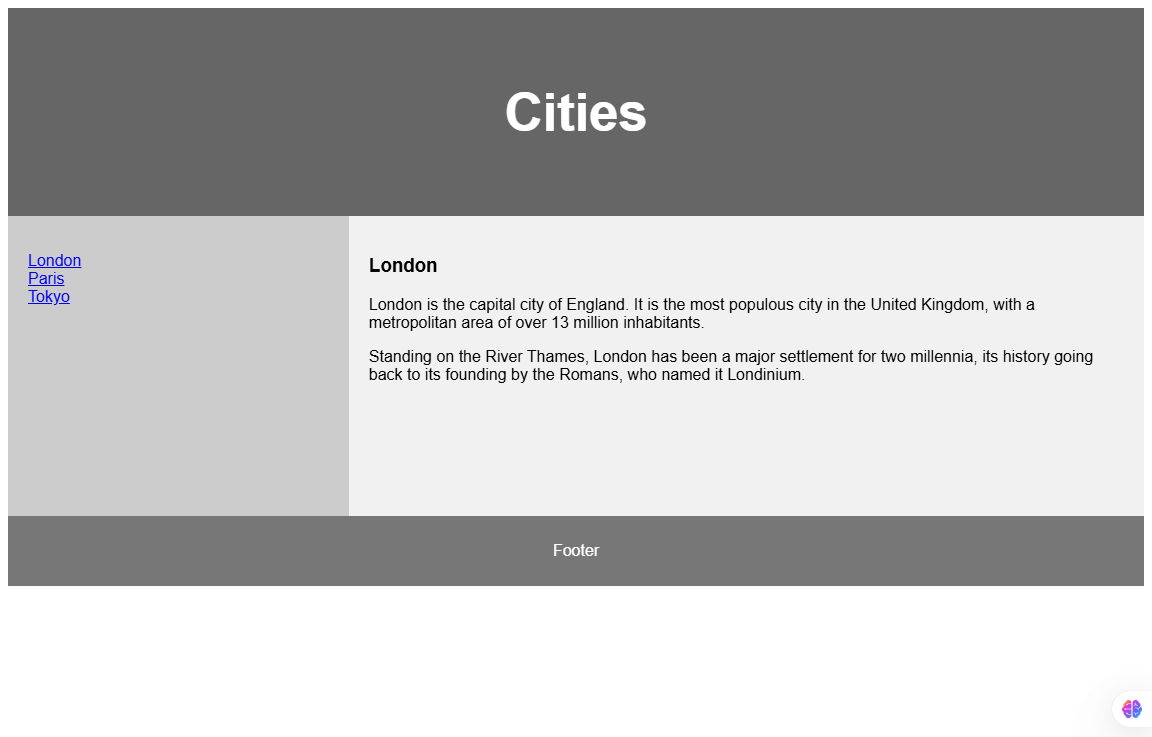 Cities
London
Paris
Tokyo
London
London is the capital city of England. It is the most populous city in the United Kingdom, with a
metropolitan area of over 13 million inhabitants.
Standing on the River Thames, London has been a major settlement for two millennia, its history going
back to its founding by the Romans, who named it Londinium.
Footer